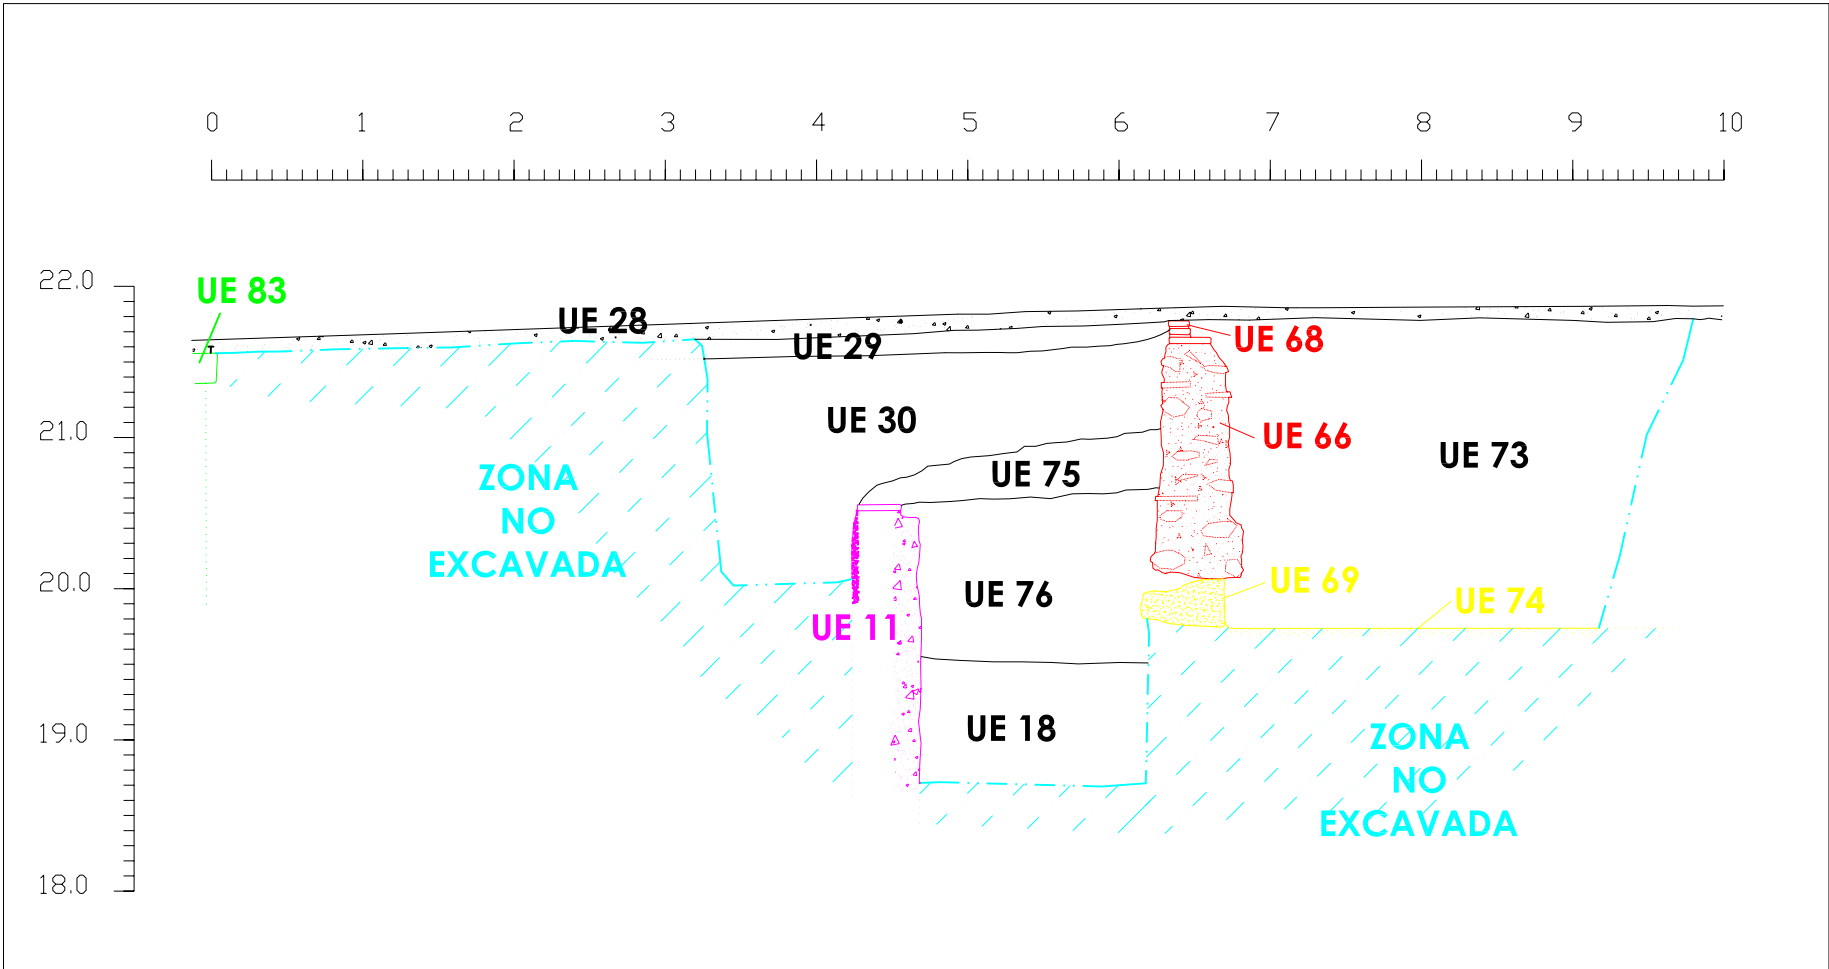 0 1 2 3 4 5 6 7 8 9 10
22.0
21.0
20.0
19.0
18.0
UE 83
UE 28
UE 29
UE 68
UE 30
UE 66
UE 73
UE 75
ZONA
NO
EXCAVADA
UE 69
UE 76
UE 74
UE 11
UE 18
ZONA
NO
EXCAVADA